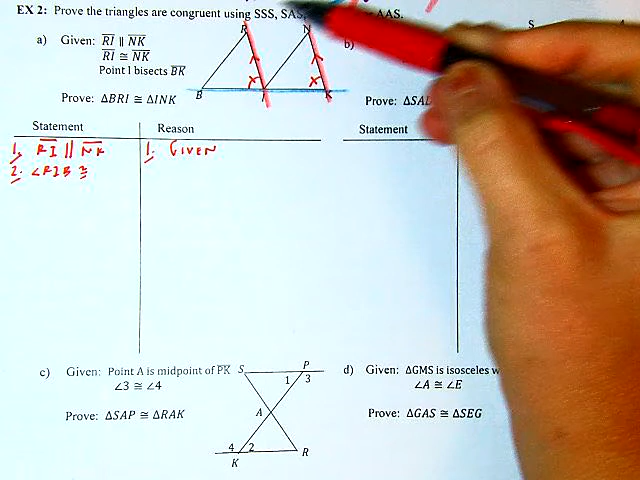 EX 2: Prove the triangles are congruent using SSS, SAS, AAS.
a) Given: RI ∥ NK
RI ≅ NK
Point I bisects BK
Prove: ΔBRI ≅ ΔINK
R N
B I K
b)
S
Prove: ΔSAL
Statement Reason
1. RI ∥ NK 1. GIVEN
2. ∠RIB ≅
Statement
c) Given: Point A is midpoint of PK
∠3 ≅ ∠4
Prove: ΔSAP ≅ ΔRAK
S P
1 3
A
4 2
K R
d) Given: ΔGMS is isosceles w
∠A ≅ ∠E
Prove: ΔGAS ≅ ΔSEG